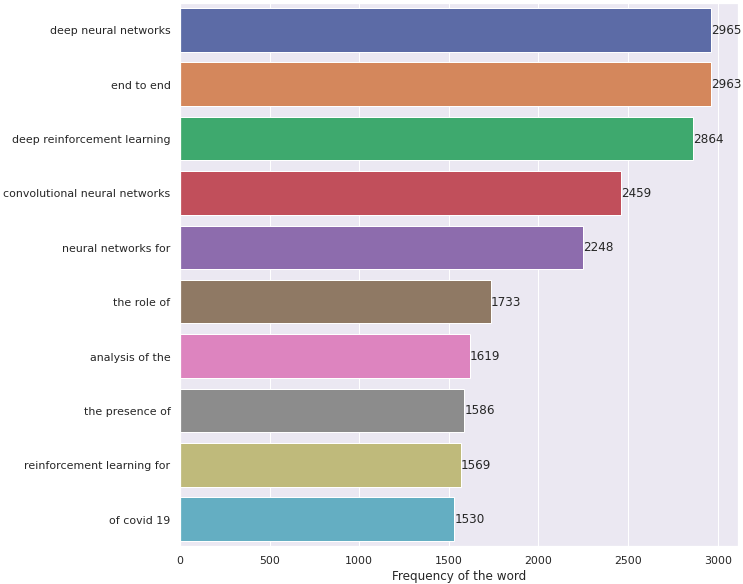 deep neural networks 2965
end to end 2963
deep reinforcement learning 2864
convolutional neural networks 2459
neural networks for 2248
the role of 1733
analysis of the 1619
the presence of 1586
reinforcement learning for 1569
of covid 19 1530
0 500 1000 1500 2000 2500 3000
Frequency of the word